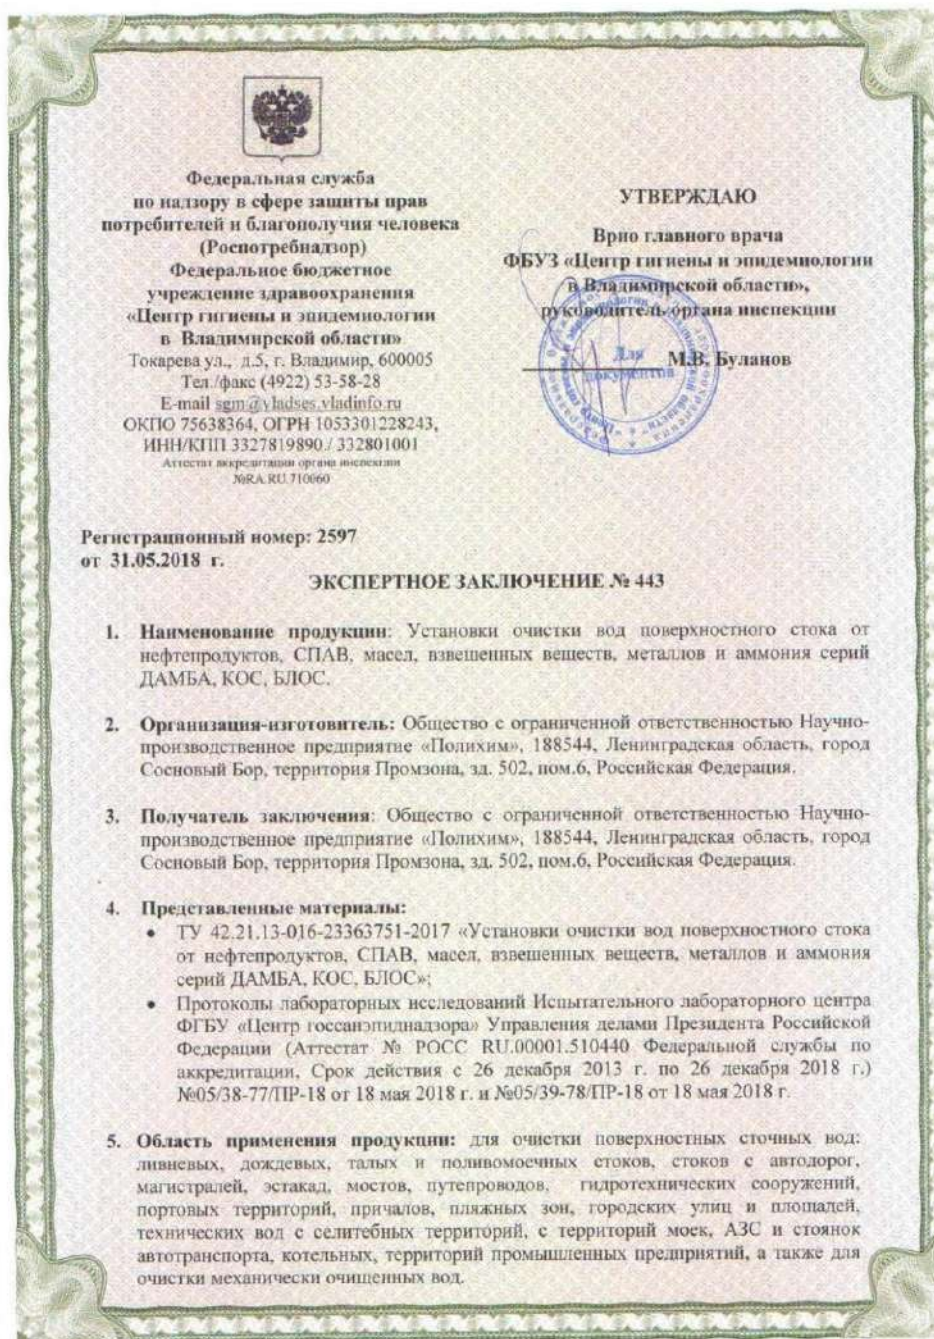 Федеральная служба
по надзору в сфере защиты прав
потребителей и благополучия человека
(Роспотребнадзор)
Федеральное бюджетное
учреждение здравоохранения
«Центр гигиены и эпидемиологии
в Владимирской области»
Токарева ул., д.5, г. Владимир, 600005
Тел./факс (4922) 53-58-28
E-mail sgm@vladses.vladinfo.ru
ОКПО 75638364, ОГРН 1053301228243,
ИНН/КПП 3327819890 / 332801001
Аттестат аккредитации органа инспекции
№RA.RU.710060
УТВЕРЖДАЮ
Врио главного врача
ФБУЗ «Центр гигиены и эпидемиологии
в Владимирской области»,
руководитель органа инспекции
М.В. Буланов
Для
документов
Регистрационный номер: 2597
от 31.05.2018 г.
ЭКСПЕРТНОЕ ЗАКЛЮЧЕНИЕ № 443
1. Наименование продукции: Установки очистки вод поверхностного стока от
нефтепродуктов, СПАВ, масел, взвешенных веществ, металлов и аммония серий
ДАМБА, КОС, БЛОС.
2. Организация-изготовитель: Общество с ограниченной ответственностью Научно-
производственное предприятие «Полихим», 188544, Ленинградская область, город
Сосновый Бор, территория Промзона, зд. 502, пом.6, Российская Федерация.
3. Получатель заключения: Общество с ограниченной ответственностью Научно-
производственное предприятие «Полихим», 188544, Ленинградская область, город
Сосновый Бор, территория Промзона, зд. 502, пом.6, Российская Федерация.
4. Представленные материалы:
• ТУ 42.21.13-016-23363751-2017 «Установки очистки вод поверхностного стока
от нефтепродуктов, СПАВ, масел, взвешенных веществ, металлов и аммония
серий ДАМБА, КОС, БЛОС»;
• Протоколы лабораторных исследований Испытательного лабораторного центра
ФГБУ «Центр госсанэпиднадзора» Управления делами Президента Российской
Федерации (Аттестат № РОСС RU.00001.510440 Федеральной службы по
аккредитации, Срок действия с 26 декабря 2013 г. по 26 декабря 2018 г.)
№05/38-77/ПР-18 от 18 мая 2018 г. и №05/39-78/ПР-18 от 18 мая 2018 г.
5. Область применения продукции: для очистки поверхностных сточных вод:
ливневых, дождевых, талых и поливомоечных стоков, стоков с автодорог,
магистралей, эстакад, мостов, путепроводов, гидротехнических сооружений,
портовых территорий, причалов, пляжных зон, городских улиц и площадей,
технических вод с селитебных территорий, с территорий моек, АЗС и стоянок
автотранспорта, котельных, территорий промышленных предприятий, а также для
очистки механически очищенных вод.